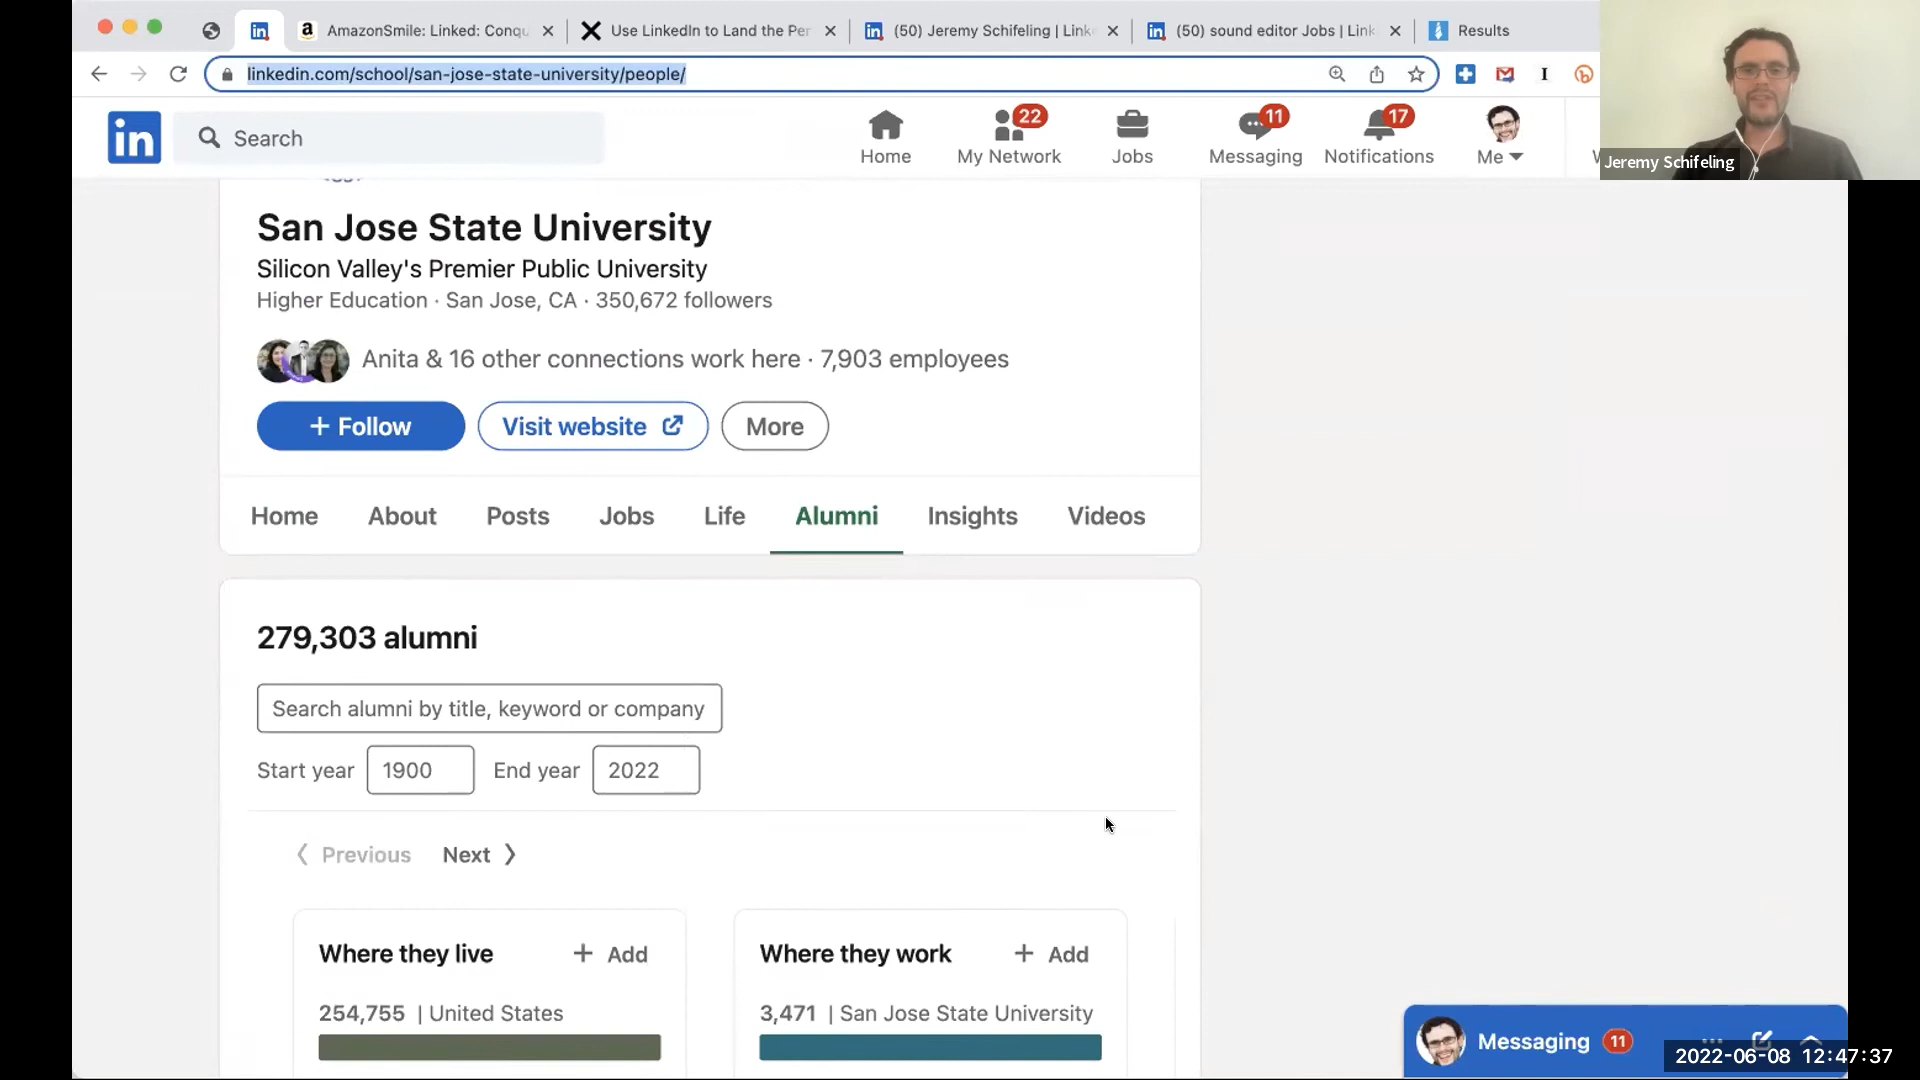 AmazonSmile: Linked: Conqu
Use LinkedIn to Land the Per
(50) Jeremy Schifeling | Linke
(50) sound editor Jobs | Link
Results
linkedin.com/school/san-jose-state-university/people/
in
Search
Home
22
My Network
Jobs
11
Messaging
17
Notifications
Me
Jeremy Schifeling
San Jose State University
Silicon Valley's Premier Public University
Higher Education · San Jose, CA · 350,672 followers
Anita & 16 other connections work here · 7,903 employees
+ Follow
Visit website
More
Home
About
Posts
Jobs
Life
Alumni
Insights
Videos
279,303 alumni
Search alumni by title, keyword or company
Start year 1900 End year 2022
Previous Next
Where they live + Add
254,755 | United States
Where they work + Add
3,471 | San Jose State University
Messaging 11
2022-06-08 12:47:37